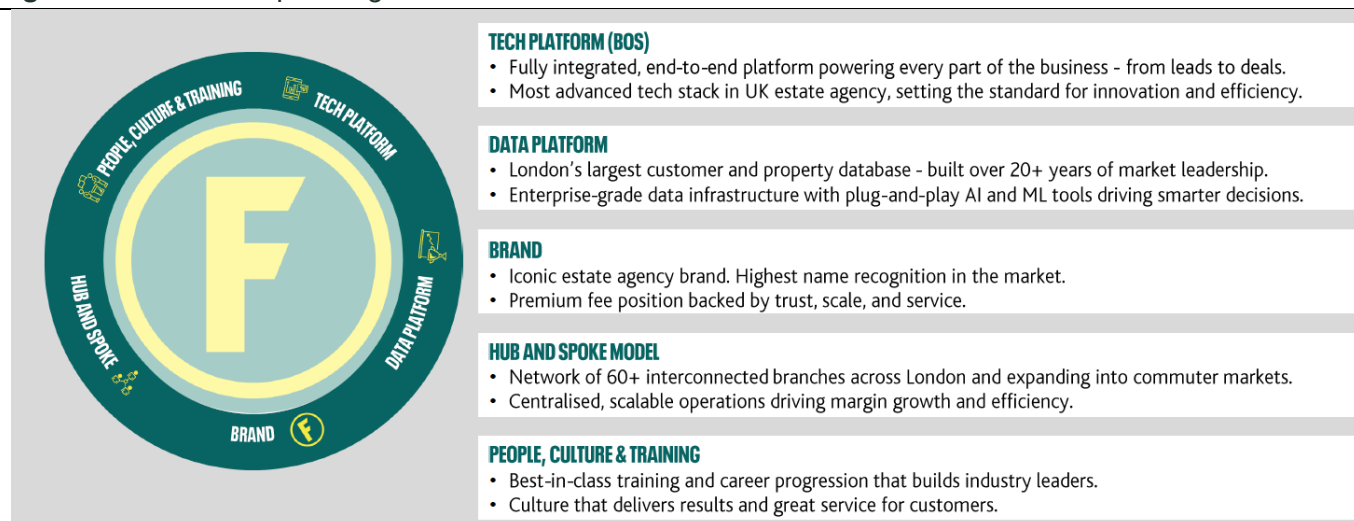 PEOPLE, CULTURE & TRAINING
TECH PLATFORM
DATA PLATFORM
BRAND
F
HUB AND SPOKE
F
TECH PLATFORM (BOS)
• Fully integrated, end-to-end platform powering every part of the business - from leads to deals.
• Most advanced tech stack in UK estate agency, setting the standard for innovation and efficiency.
DATA PLATFORM
• London's largest customer and property database - built over 20+ years of market leadership.
• Enterprise-grade data infrastructure with plug-and-play AI and ML tools driving smarter decisions.
BRAND
• Iconic estate agency brand. Highest name recognition in the market.
• Premium fee position backed by trust, scale, and service.
HUB AND SPOKE MODEL
• Network of 60+ interconnected branches across London and expanding into commuter markets.
• Centralised, scalable operations driving margin growth and efficiency.
PEOPLE, CULTURE & TRAINING
• Best-in-class training and career progression that builds industry leaders.
• Culture that delivers results and great service for customers.